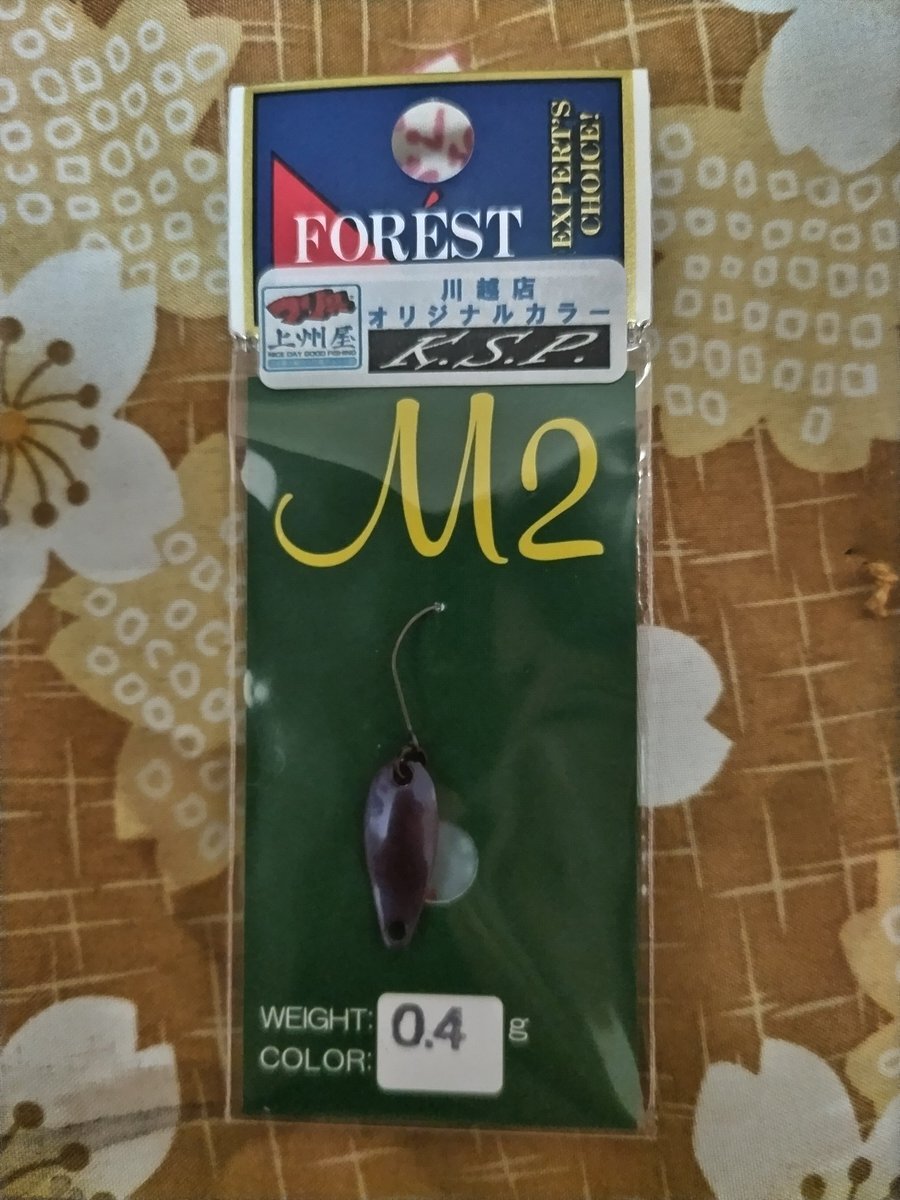 EXPERT'S
CHOICE!
FORÉST
川越店
オリジナルカラー
上州屋
NICE DAY GOOD FISHING
K.S.P.
M2
WEIGHT: 0.4 g
COLOR: